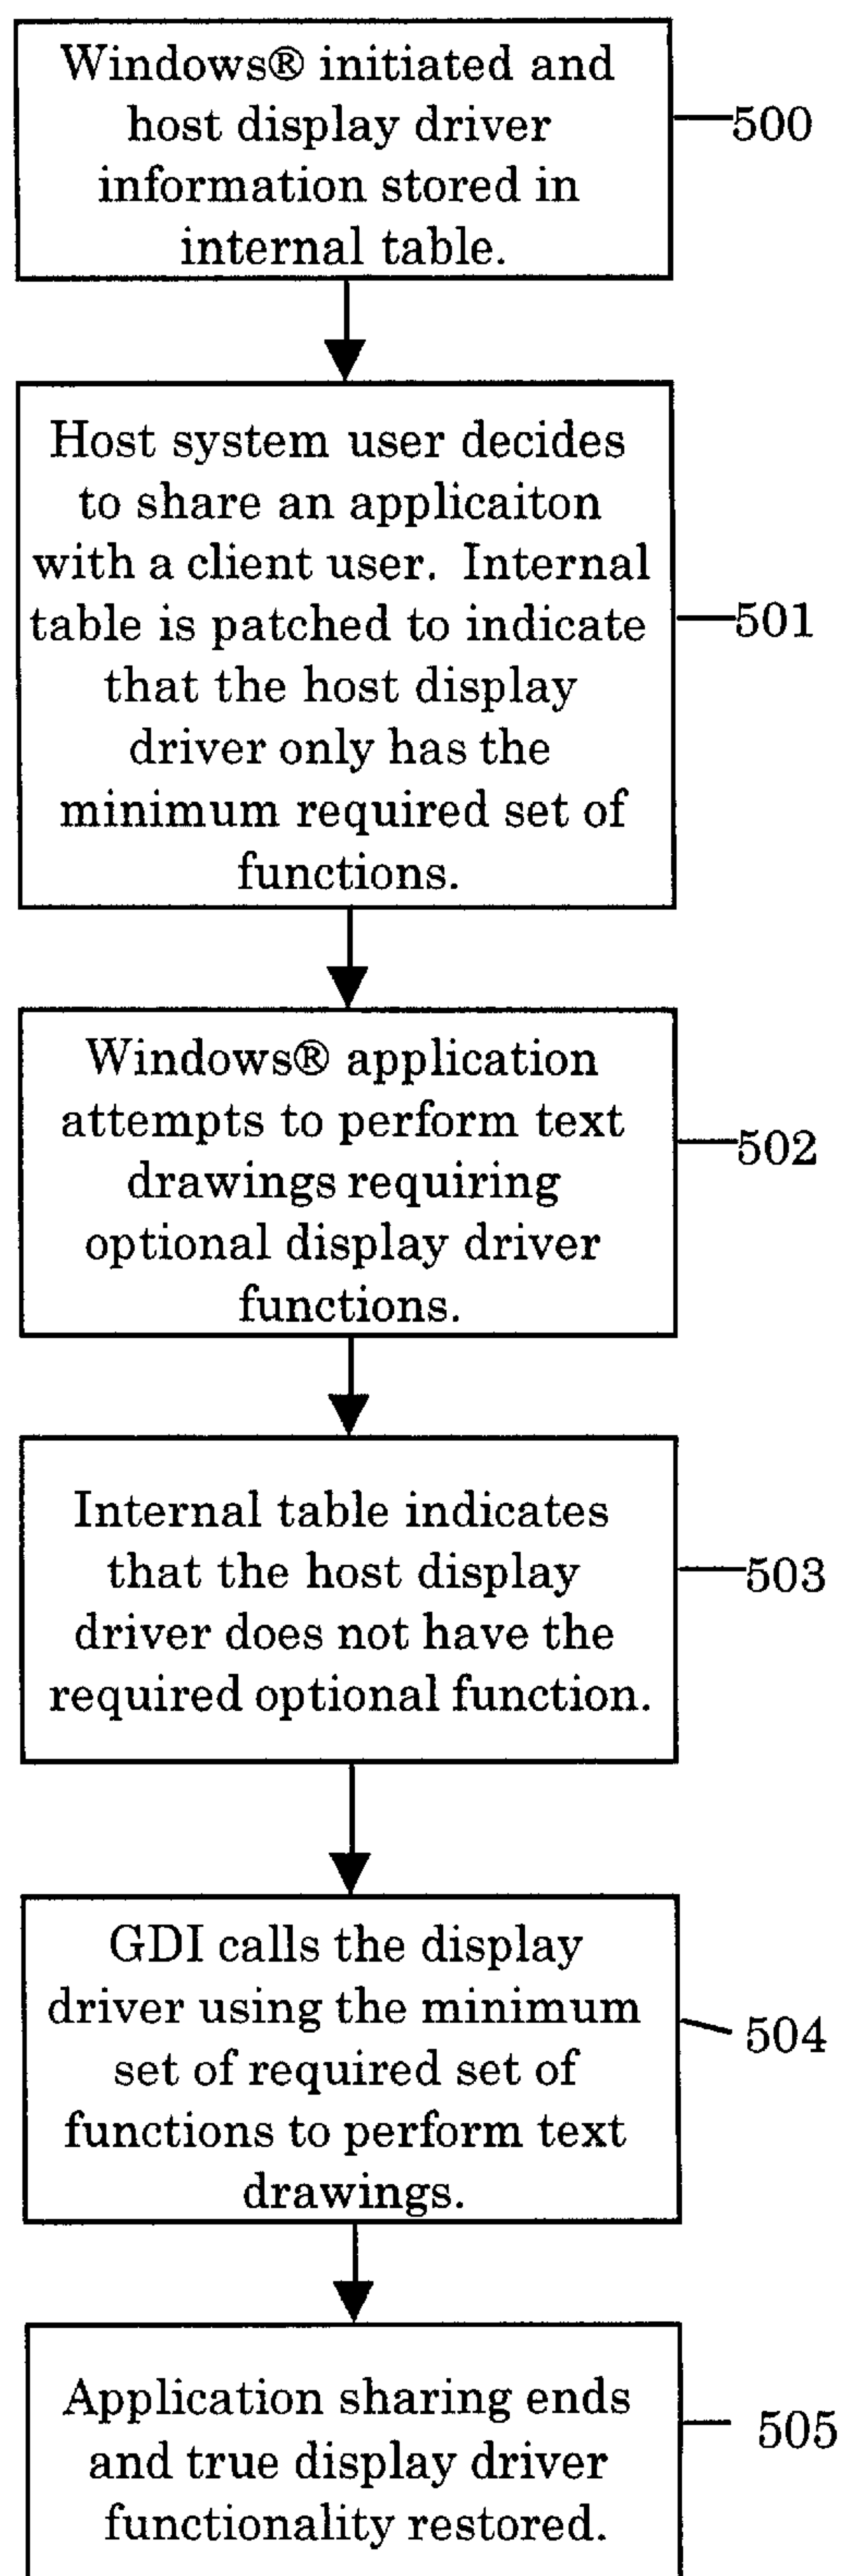 Windows® initiated and
host display driver
information stored in
internal table.
500
Host system user decides
to share an applicaiton
with a client user. Internal
table is patched to indicate
that the host display
driver only has the
minimum required set of
functions.
501
Windows® application
attempts to perform text
drawings requiring
optional display driver
functions.
502
Internal table indicates
that the host display
driver does not have the
required optional function.
503
GDI calls the display
driver using the minimum
set of required set of
functions to perform text
drawings.
504
Application sharing ends
and true display driver
functionality restored.
505